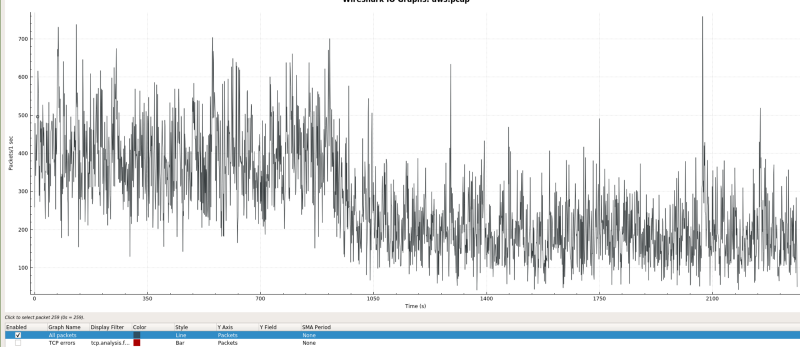 Wireshark IO Graphs: aws.pcap
700
600
500
400
300
200
100
Packets/1 sec
0 350 700 1050 1400 1750 2100
Time (s)
Click to select packet 259 (0s = 259).
Enabled Graph Name Display Filter Color Style Y Axis Y Field SMA Period
All packets Line Packets None
TCP errors tcp.analysis.f... Bar Packets None